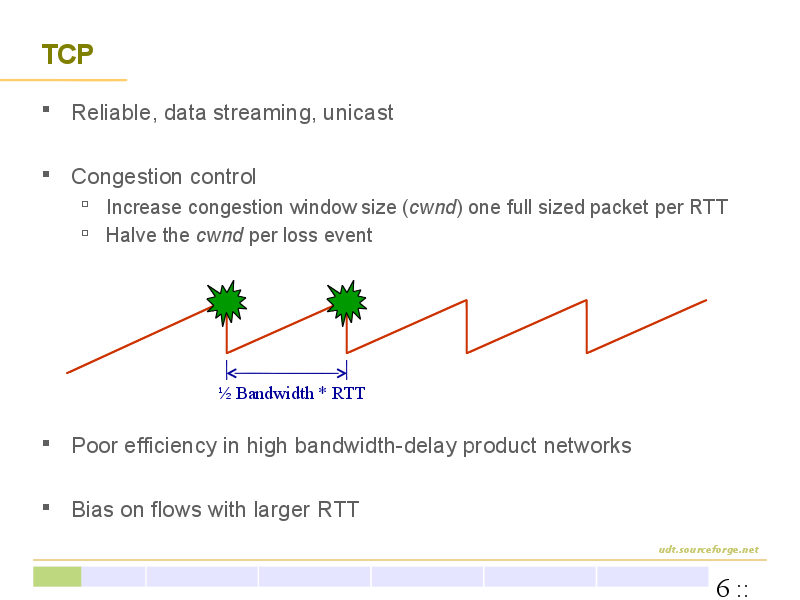 TCP
Reliable, data streaming, unicast
Congestion control
Increase congestion window size (cwnd) one full sized packet per RTT
Halve the cwnd per loss event
½ Bandwidth * RTT
Poor efficiency in high bandwidth-delay product networks
Bias on flows with larger RTT
udt.sourceforge.net
6 ::